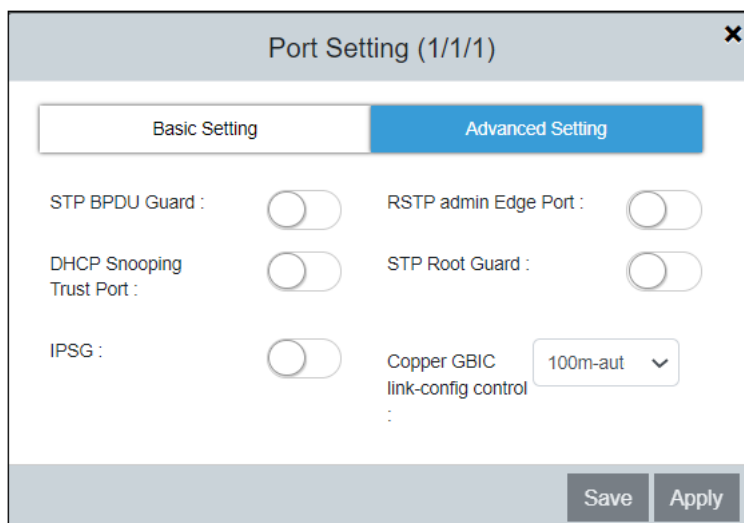 Port Setting (1/1/1)
Basic Setting
Advanced Setting
STP BPDU Guard :
RSTP admin Edge Port :
DHCP Snooping
Trust Port :
STP Root Guard :
IPSG :
Copper GBIC
link-config control
:
100m-aut
Save
Apply